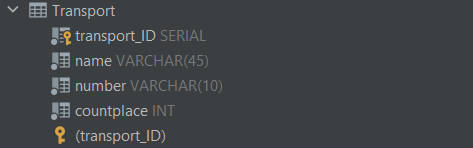 Transport
transport_ID SERIAL
name VARCHAR(45)
number VARCHAR(10)
countplace INT
(transport_ID)